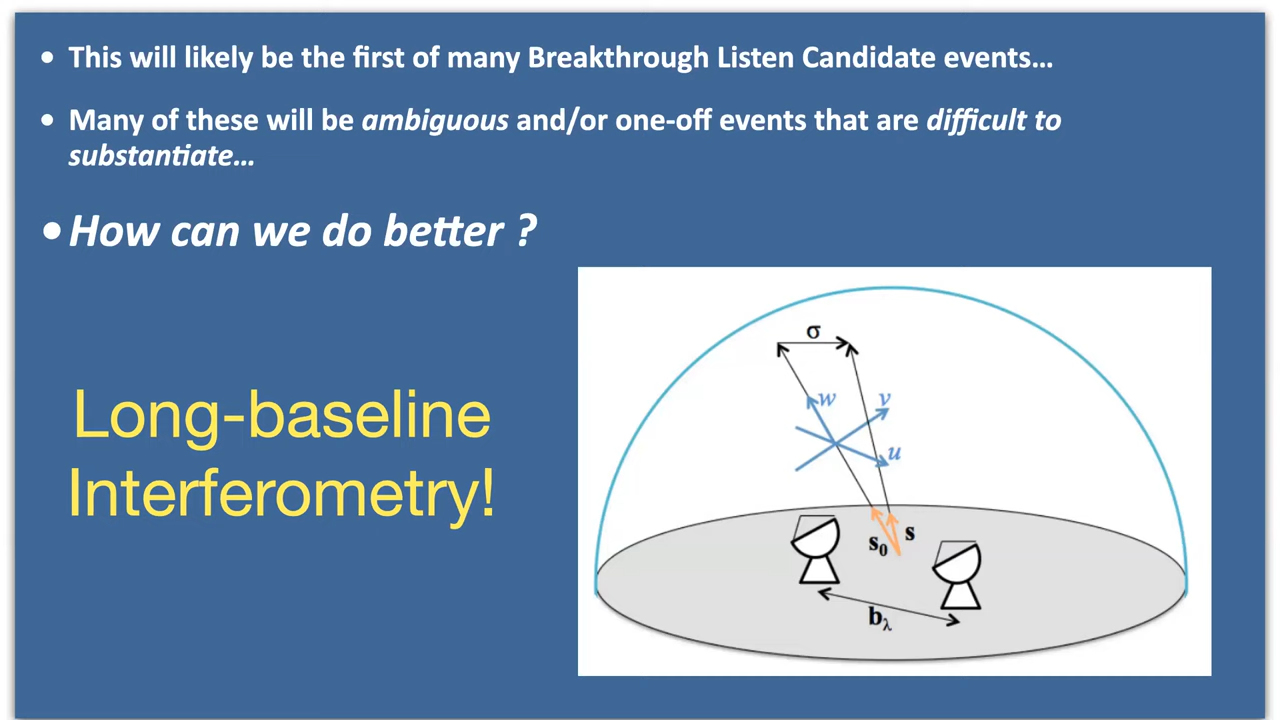 • This will likely be the first of many Breakthrough Listen Candidate events...
• Many of these will be ambiguous and/or one-off events that are difficult to
substantiate...
• How can we do better ?
Long-baseline
Interferometry!
σ
w
v
u
s₀
s
b_λ